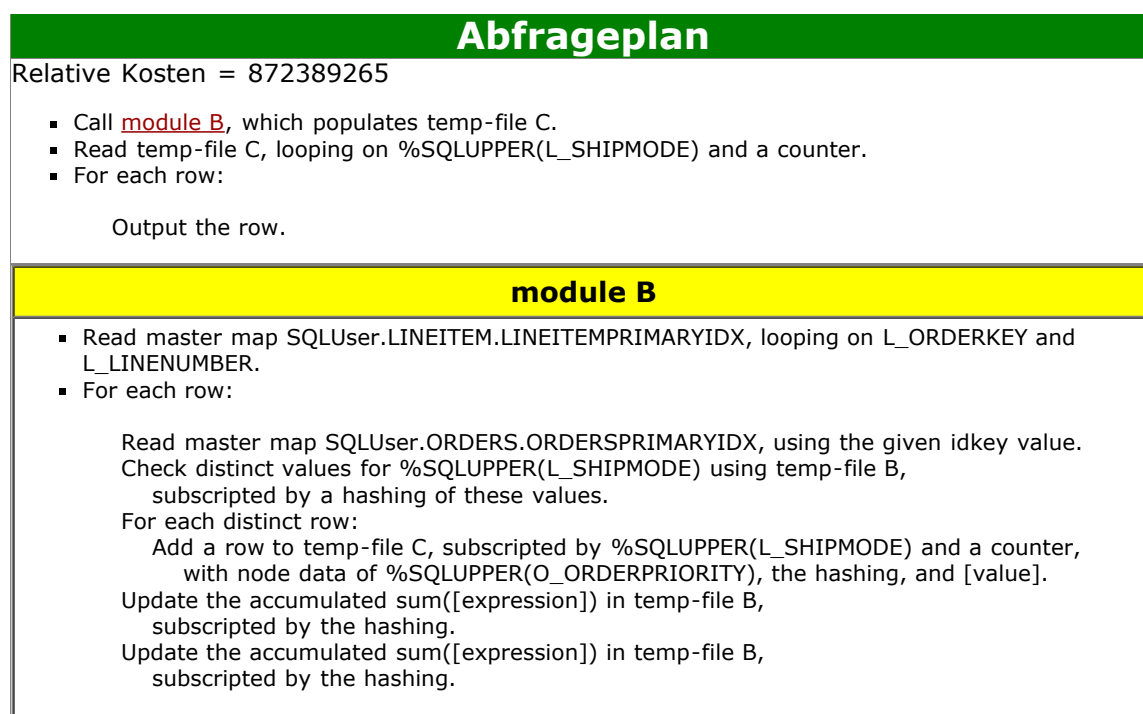 Abfrageplan
Relative Kosten = 872389265
Call module B, which populates temp-file C.
Read temp-file C, looping on %SQLUPPER(L_SHIPMODE) and a counter.
For each row:
Output the row.
module B
Read master map SQLUser.LINEITEM.LINEITEMPRIMARYIDX, looping on L_ORDERKEY and
L_LINENUMBER.
For each row:
Read master map SQLUser.ORDERS.ORDERSPRIMARYIDX, using the given idkey value.
Check distinct values for %SQLUPPER(L_SHIPMODE) using temp-file B,
subscripted by a hashing of these values.
For each distinct row:
Add a row to temp-file C, subscripted by %SQLUPPER(L_SHIPMODE) and a counter,
with node data of %SQLUPPER(O_ORDERPRIORITY), the hashing, and [value].
Update the accumulated sum([expression]) in temp-file B,
subscripted by the hashing.
Update the accumulated sum([expression]) in temp-file B,
subscripted by the hashing.